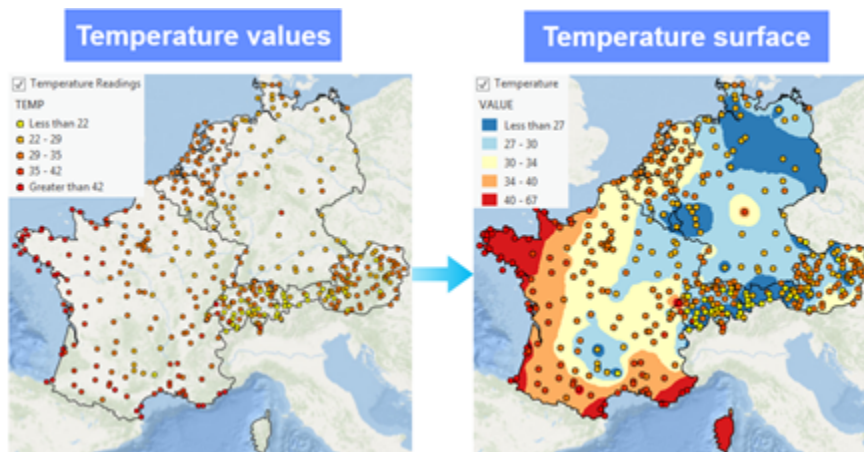 Temperature values
Temperature surface
Temperature Readings
TEMP
Less than 22
22 - 29
29 - 35
35 - 42
Greater than 42
Temperature
VALUE
Less than 27
27 - 30
30 - 34
34 - 40
40 - 67